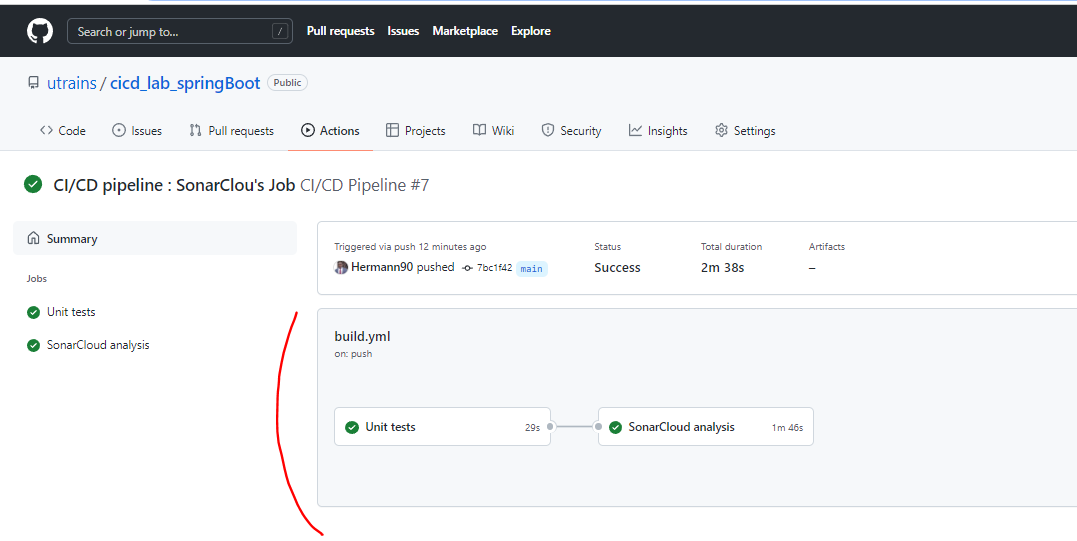 Search or jump to... /
Pull requests Issues Marketplace Explore
utrains / cicd_lab_springBoot Public
Code Issues Pull requests Actions Projects Wiki Security Insights Settings
CI/CD pipeline : SonarClou's Job CI/CD Pipeline #7
Summary
Jobs
Unit tests
SonarCloud analysis
Triggered via push 12 minutes ago
Hermann90 pushed 7bc1f42 main
Status
Success
Total duration
2m 38s
Artifacts
–
build.yml
on: push
Unit tests 29s
SonarCloud analysis 1m 46s